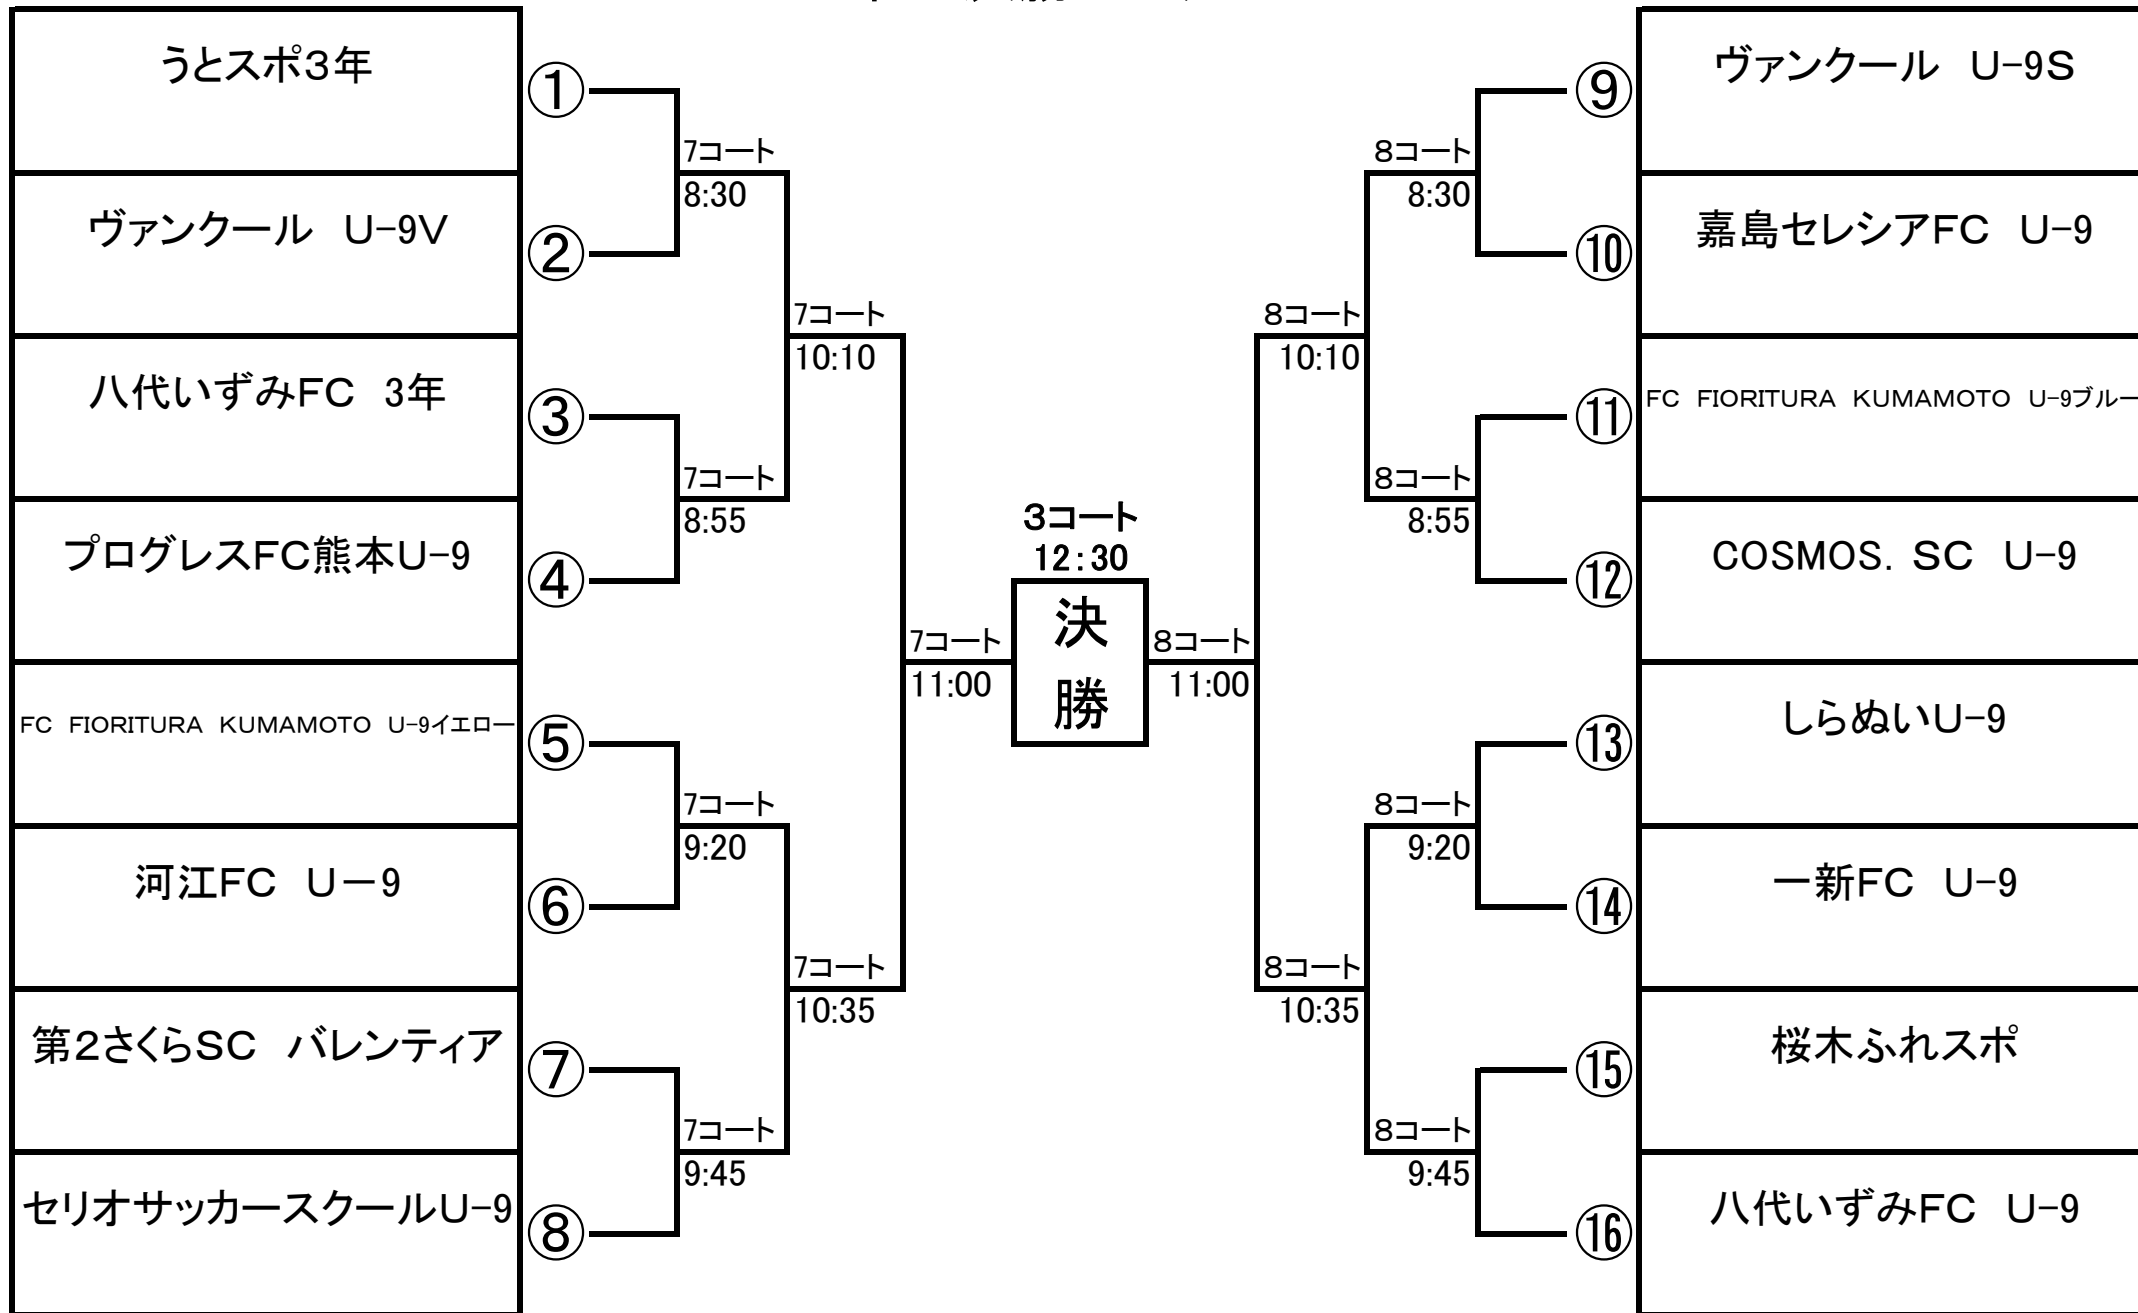 うとスポ３年
ヴァンクール　U-9V
八代いずみFC　3年
プログレスFC熊本U-9
FC　FIORITURA　KUMAMOTO　U-9イエロー
河江FC　U－9
第２さくらSC　バレンティア
セリオサッカースクールU-9
①
②
③
④
⑤
⑥
⑦
⑧
7コート
8:30
7コート
8:55
7コート
9:20
7コート
9:45
7コート
10:10
7コート
10:35
7コート
11:00
３コート
12：30
決
勝
８コート
11:00
８コート
10:10
８コート
10:35
８コート
8:30
８コート
8:55
８コート
9:20
８コート
9:45
⑨
⑩
⑪
⑫
⑬
⑭
⑮
⑯
ヴァンクール　U-9S
嘉島セレシアFC　U-9
FC　FIORITURA　KUMAMOTO　U-9ブルー
COSMOS．SC　U-9
しらぬいU-9
一新FC　U-9
桜木ふれスポ
八代いずみFC　U-9